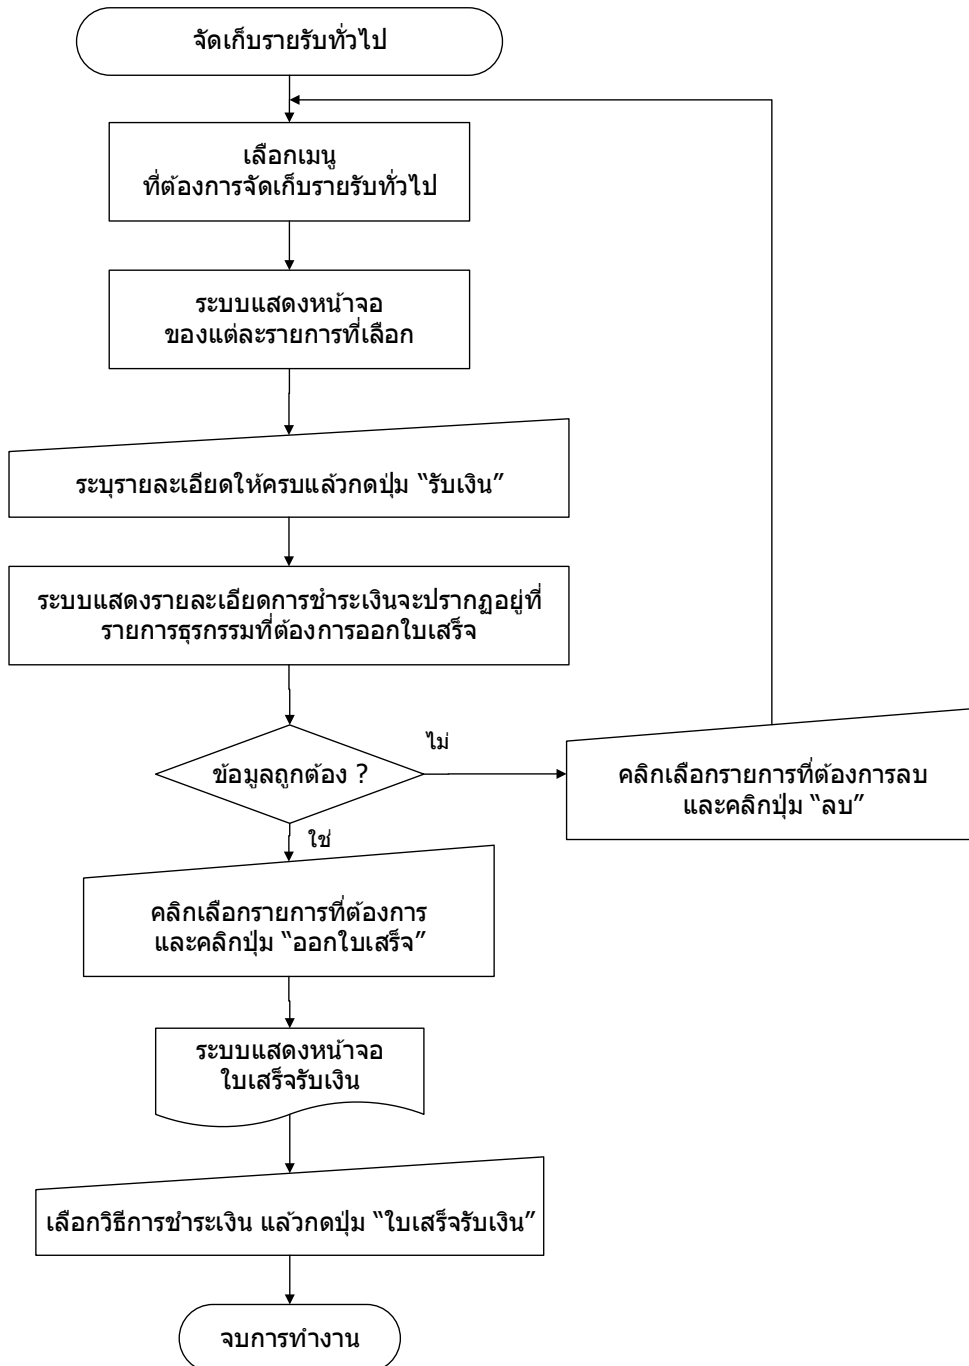 จัดเก็บรายรับทั่วไป
เลือกเมนู
ที่ต้องการจัดเก็บรายรับทั่วไป
ระบบแสดงหน้าจอ
ของแต่ละรายการที่เลือก
ระบุรายละเอียดให้ครบแล้วกดปุ่ม “รับเงิน”
ระบบแสดงรายละเอียดการชำระเงินจะปรากฏอยู่ที่
รายการธุรกรรมที่ต้องการออกใบเสร็จ
ข้อมูลถูกต้อง ?
ไม่
คลิกเลือกรายการที่ต้องการลบ
และคลิกปุ่ม “ลบ”
ใช่
คลิกเลือกรายการที่ต้องการ
และคลิกปุ่ม “ออกใบเสร็จ”
ระบบแสดงหน้าจอ
ใบเสร็จรับเงิน
เลือกวิธีการชำระเงิน แล้วกดปุ่ม “ใบเสร็จรับเงิน”
จบการทำงาน